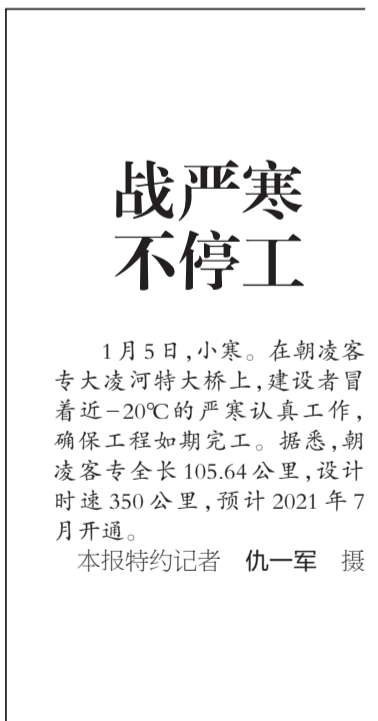 战严寒
不停工
1月5日,小寒。在朝凌客
专大凌河特大桥上,建设者冒
着近-20℃的严寒认真工作,
确保工程如期完工。据悉,朝
凌客专全长105.64公里,设计
时速350公里,预计2021年7
月开通。
本报特约记者 仇一军 摄